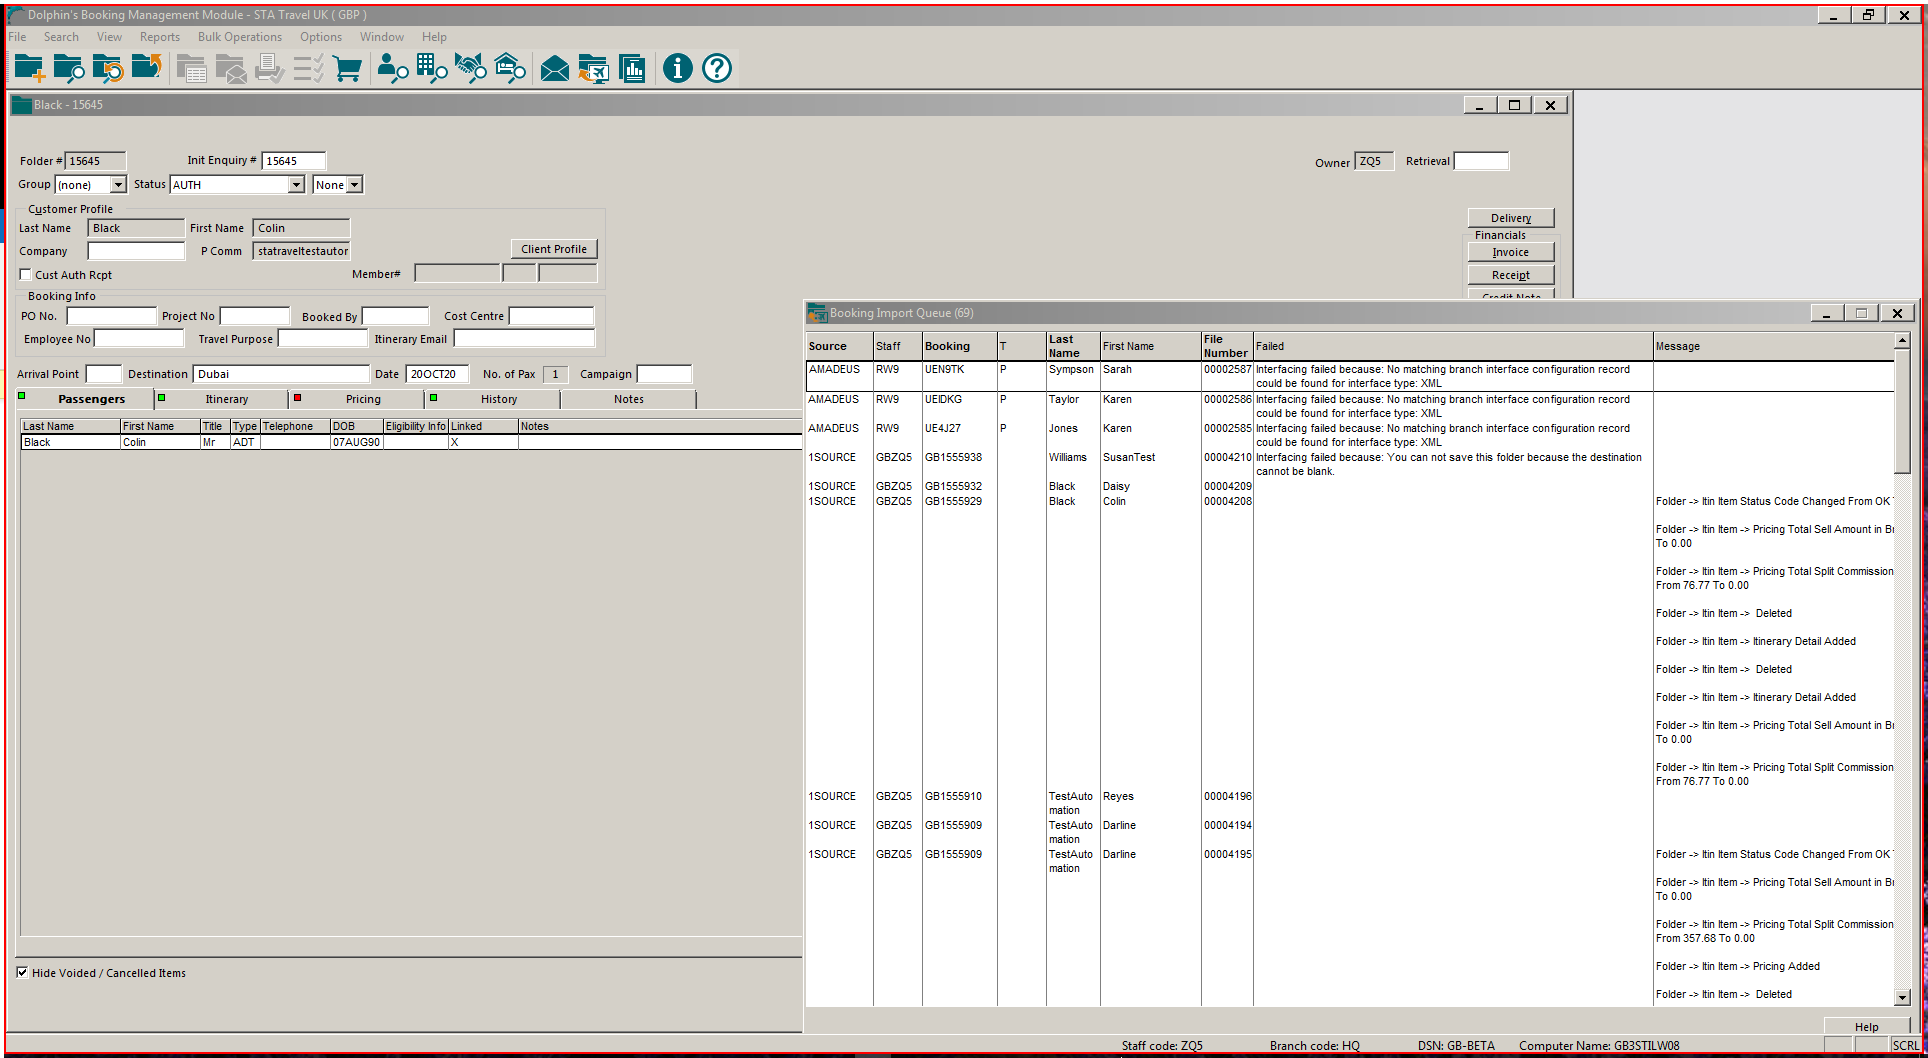 Dolphin's Booking Management Module - STA Travel UK ( GBP )
File Search View Reports Bulk Operations Options Window Help
Black - 15645
Folder # 15645 Init Enquiry # 15645 Owner ZQ5 Retrieval
Group (none) Status AUTH None
Customer Profile
Last Name Black First Name Colin
Company P Comm statraveltestautor Client Profile
Cust Auth Rcpt Member#
Delivery
Financials
Invoice
Receipt
Credit Note
Booking Info
PO No. Project No Booked By Cost Centre
Employee No Travel Purpose Itinerary Email
Arrival Point Destination Dubai Date 20OCT20 No. of Pax 1 Campaign
Passengers Itinerary Pricing History Notes
Last Name First Name Title Type Telephone DOB Eligibility Info Linked Notes
Black Colin Mr ADT 07AUG90 X
Hide Voided / Cancelled Items
Booking Import Queue (69)
Source Staff Booking T Last Name First Name File Number Failed Message
AMADEUS RW9 UEN9TK P Sympson Sarah 00002587 Interfacing failed because: No matching branch interface configuration record
could be found for interface type: XML
AMADEUS RW9 UEIDKG P Taylor Karen 00002586 Interfacing failed because: No matching branch interface configuration record
could be found for interface type: XML
AMADEUS RW9 UE4J27 P Jones Karen 00002585 Interfacing failed because: No matching branch interface configuration record
could be found for interface type: XML
1SOURCE GBZQ5 GB1555938 Williams SusanTest 00004210 Interfacing failed because: You can not save this folder because the destination
cannot be blank.
1SOURCE GBZQ5 GB1555932 Black Daisy 00004209
1SOURCE GBZQ5 GB1555929 Black Colin 00004208 Folder -> Itin Item Status Code Changed From OK
Folder -> Itin Item -> Pricing Total Sell Amount in
To 0.00
Folder -> Itin Item -> Pricing Total Split Commission
From 76.77 To 0.00
Folder -> Itin Item -> Deleted
Folder -> Itin Item -> Itinerary Detail Added
Folder -> Itin Item -> Deleted
Folder -> Itin Item -> Itinerary Detail Added
Folder -> Itin Item -> Pricing Total Sell Amount in
To 0.00
Folder -> Itin Item -> Pricing Total Split Commission
From 76.77 To 0.00
1SOURCE GBZQ5 GB1555910 TestAuto Reyes 00004196
mation
1SOURCE GBZQ5 GB1555909 TestAuto Darline 00004194
mation
1SOURCE GBZQ5 GB1555909 TestAuto Darline 00004195 Folder -> Itin Item Status Code Changed From OK
mation
Folder -> Itin Item -> Pricing Total Sell Amount in
To 0.00
Folder -> Itin Item -> Pricing Total Split Commission
From 357.68 To 0.00
Folder -> Itin Item -> Pricing Added
Folder -> Itin Item -> Deleted
Help
Staff code: ZQ5 Branch code: HQ DSN: GB-BETA Computer Name: GB3STILW08 SCRL